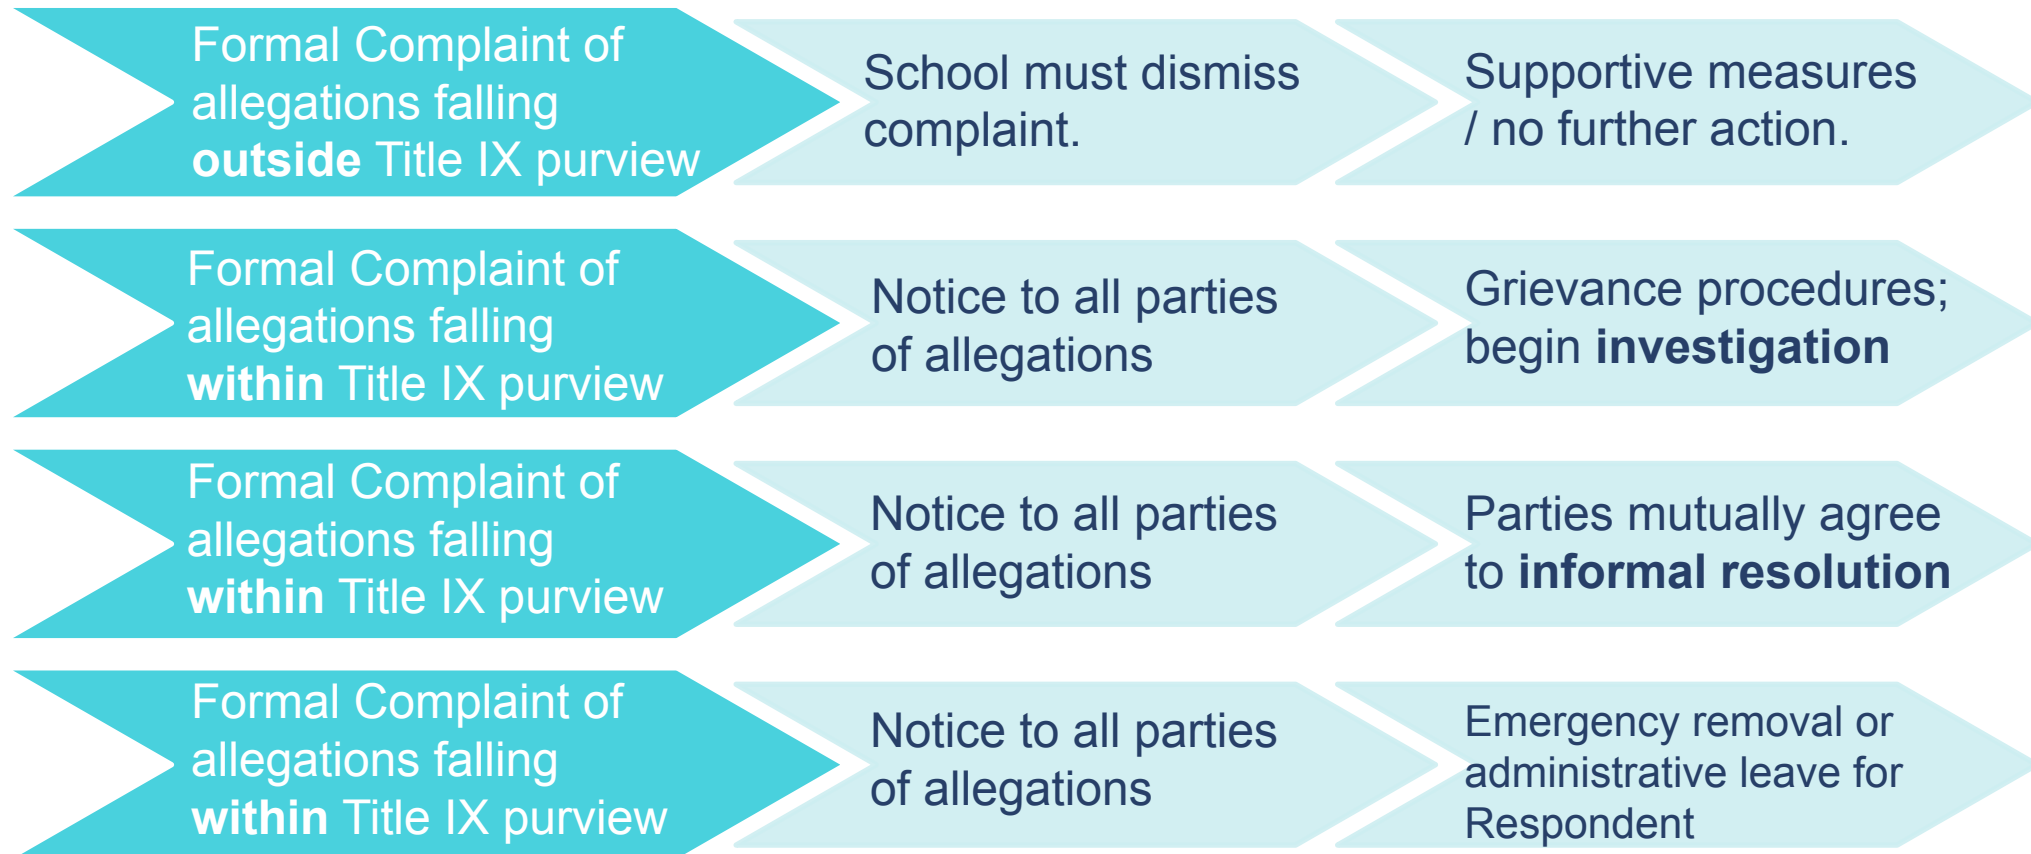 Formal Complaint of
allegations falling
outside Title IX purview
School must dismiss
complaint.
Supportive measures
/ no further action.
Formal Complaint of
allegations falling
within Title IX purview
Notice to all parties
of allegations
Grievance procedures;
begin investigation
Formal Complaint of
allegations falling
within Title IX purview
Notice to all parties
of allegations
Parties mutually agree
to informal resolution
Formal Complaint of
allegations falling
within Title IX purview
Notice to all parties
of allegations
Emergency removal or
administrative leave for
Respondent